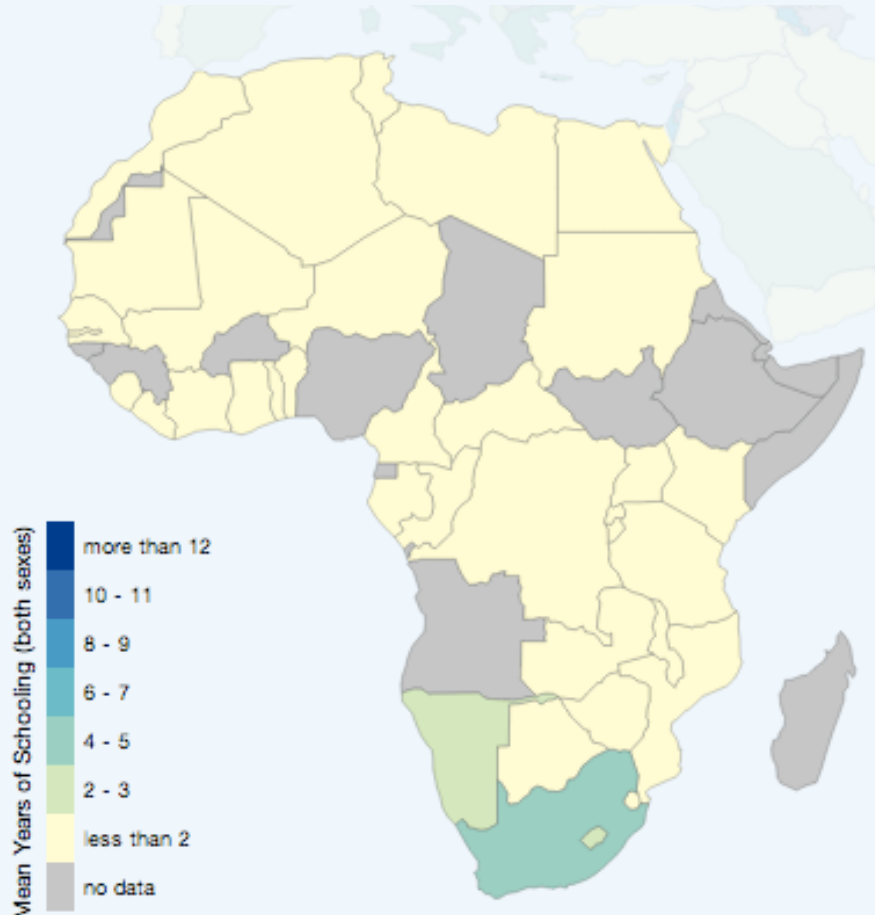 Mean Years of Schooling (both sexes)
more than 12
10 - 11
8 - 9
6 - 7
4 - 5
2 - 3
less than 2
no data